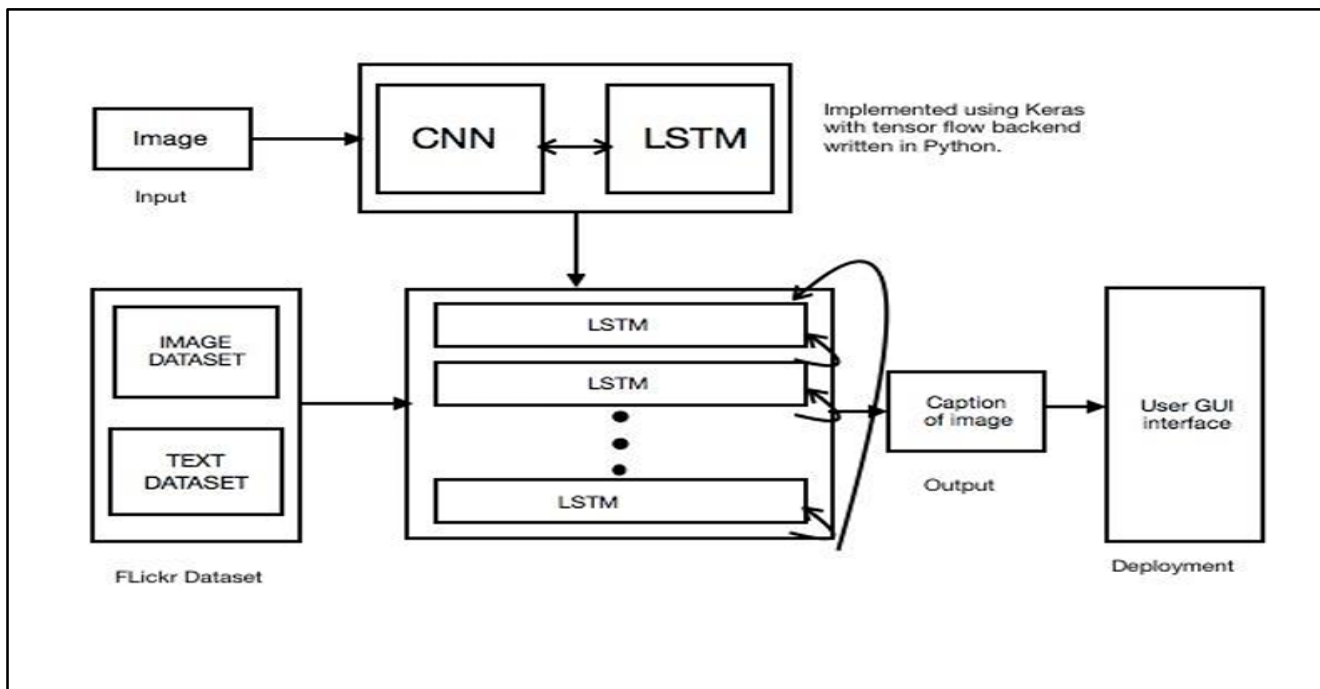 Image
Input
CNN
LSTM
Implemented using Keras
with tensor flow backend
written in Python.
IMAGE
DATASET
TEXT
DATASET
FLickr Dataset
LSTM
LSTM
LSTM
Caption
of image
Output
User GUI
interface
Deployment